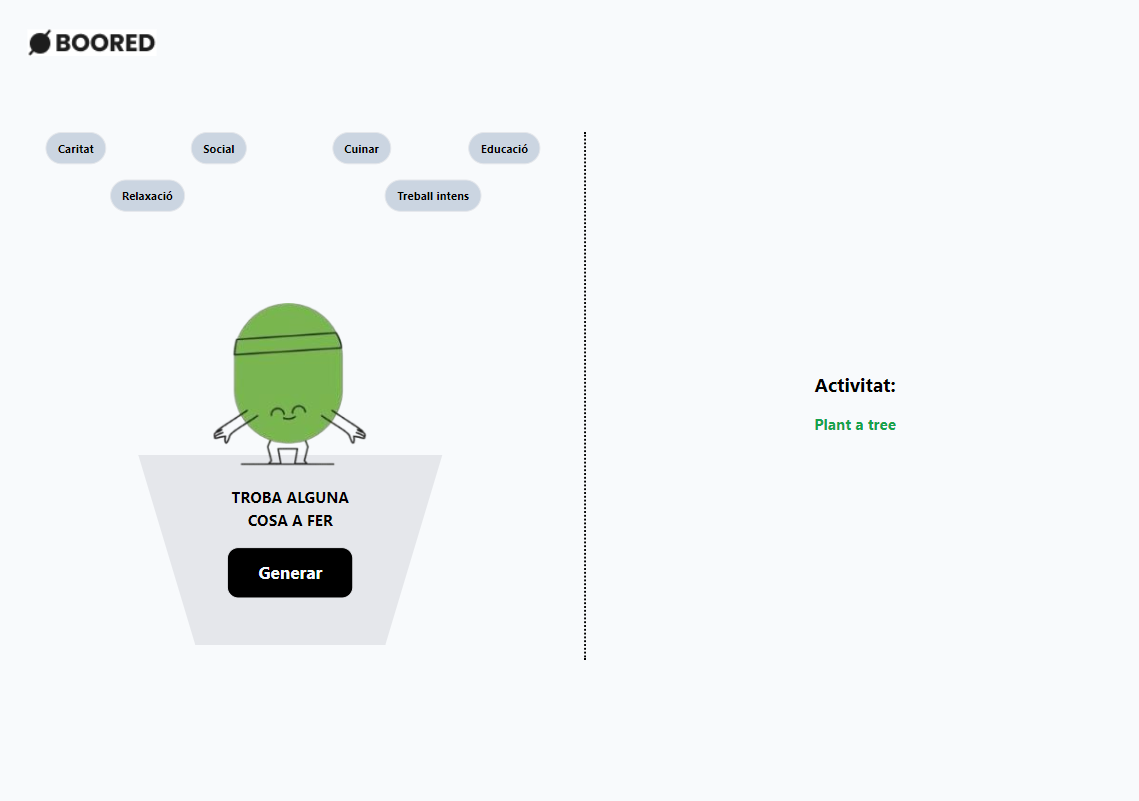 BOORED
Caritat
Social
Cuinar
Educació
Relaxació
Treball intens
TROBA ALGUNA
COSA A FER
Generar
Activitat:
Plant a tree